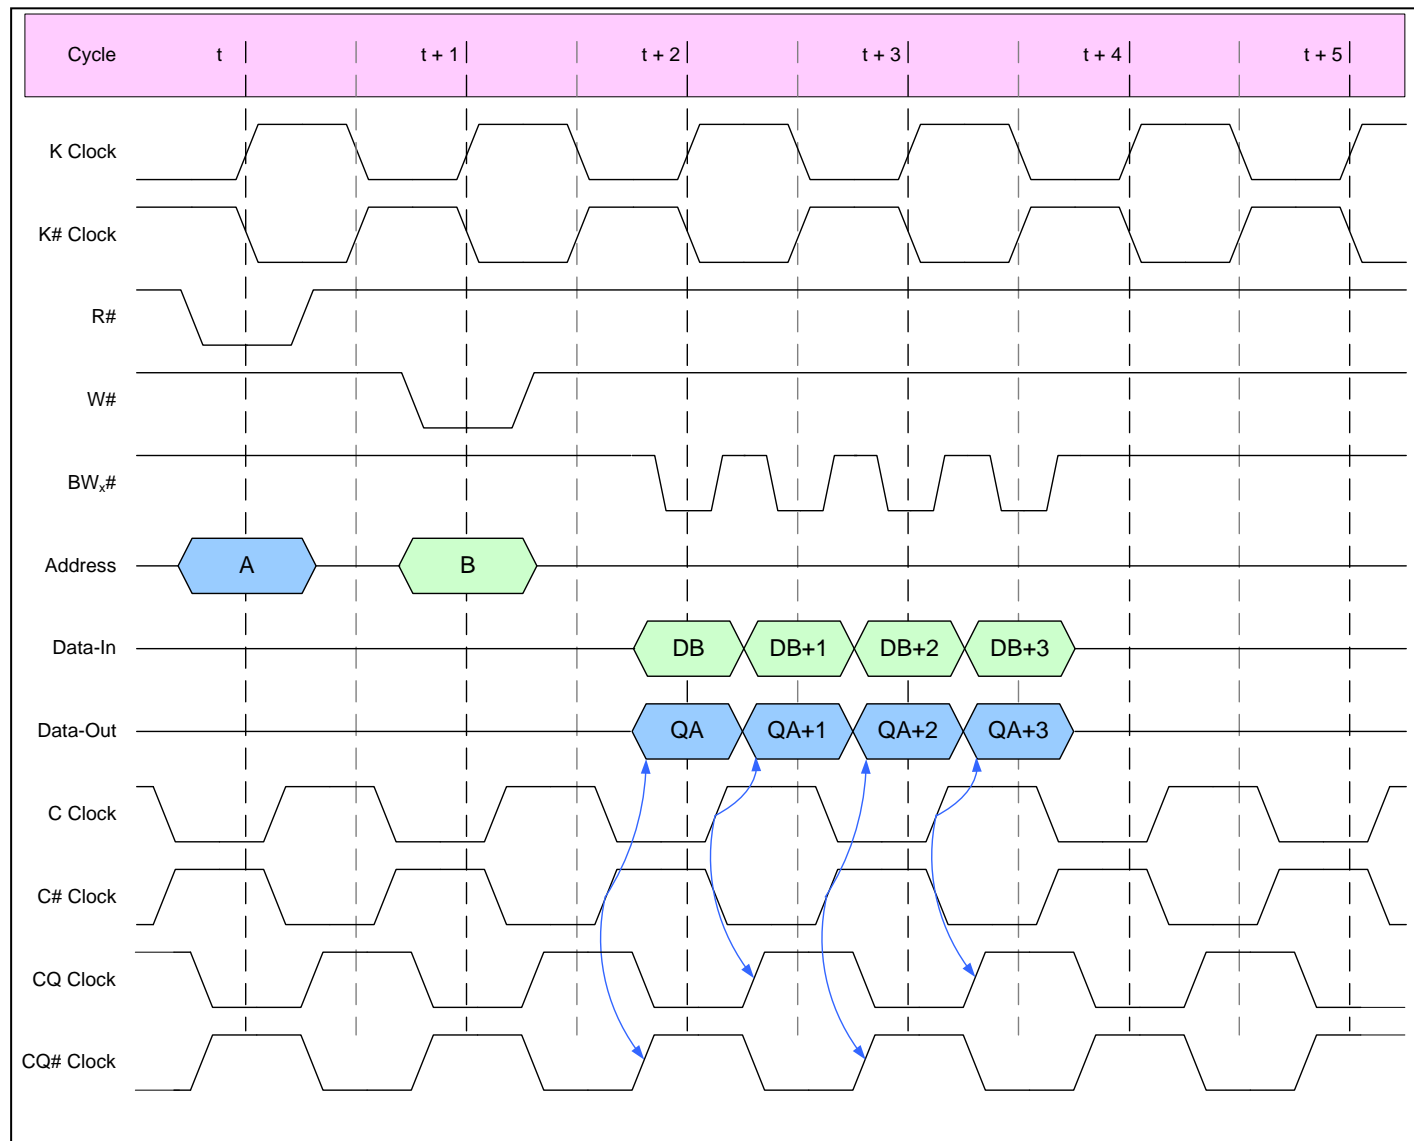 Cycle t t + 1 t + 2 t + 3 t + 4 t + 5
K Clock
K# Clock
R#
W#
BWx#
Address A B
Data-In DB DB+1 DB+2 DB+3
Data-Out QA QA+1 QA+2 QA+3
C Clock
C# Clock
CQ Clock
CQ# Clock